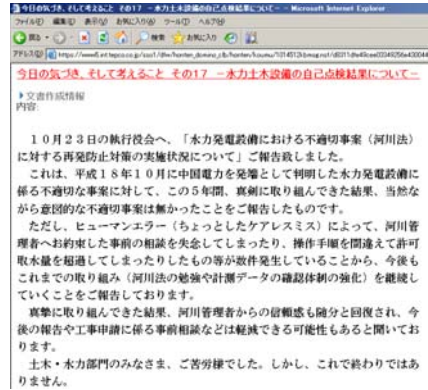 今日の気づき、そして考えること その17 －水力土木設備の自己点検結果について－ - Microsoft Internet Explorer
ファイル(F) 編集(E) 表示(V) お気に入り(A) ツール(T) ヘルプ(H)
戻る 検索 お気に入り
アドレス(D)
今日の気づき、そして考えること その17 －水力土木設備の自己点検結果について－
文書作成情報
内容:
10月23日の執行役会へ、「水力発電設備における不適切事案（河川法）
に対する再発防止対策の実施状況について」ご報告致しました。
これは、平成18年10月に中国電力を発端として判明した水力発電設備に
係る不適切な事案に対して、この5年間、真剣に取り組んできた結果、当然な
がら意図的な不適切事案は無かったことをご報告したものです。
ただし、ヒューマンエラー（ちょっとしたケアレスミス）によって、河川管
理者へお約束した事前の相談を失念してしまったり、操作手順を間違えて許可
取水量を超過してしまったりしたもの等が数件発生していることから、今後も
これまでの取り組み（河川法の勉強や計測データの確認体制の強化）を継続し
ていくことをご報告しております。
真摯に取り組んできた結果、河川管理者からの信頼感も随分と回復され、今
後の報告や工事申請に係る事前相談などは軽減できる可能性もあると聞いてお
ります。
土木・水力部門のみなさま、ご苦労様でした。しかし、これで終わりではあ
りません。